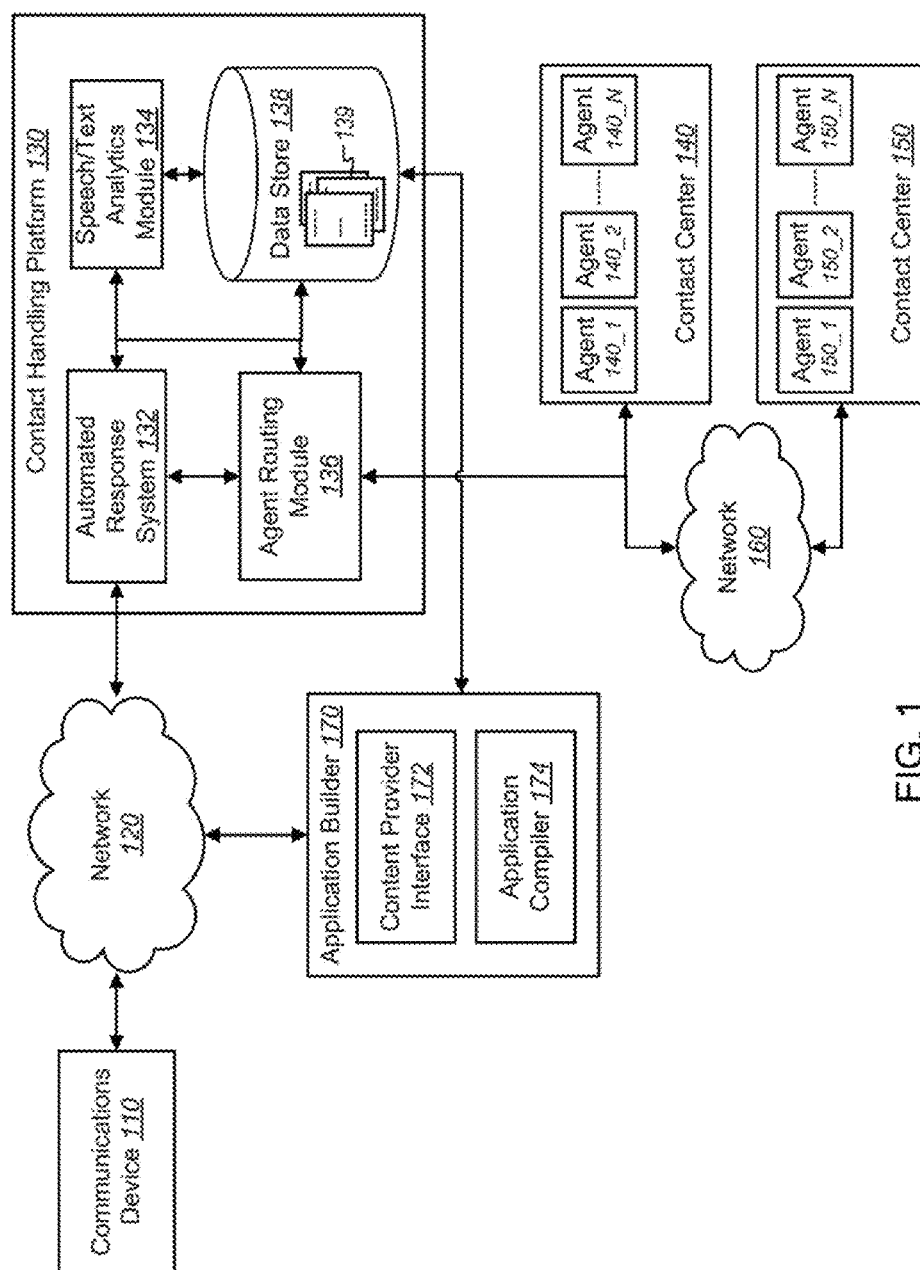 Communications
Device 110
Network
120
Application Builder 170
Content Provider
Interface 172
Application
Compiler 174
Contact Handling Platform 130
Automated
Response
System 132
Speech/Text
Analytics
Module 134
Agent Routing
Module
136
Data Store 138
139
Network
160
Agent
140_1
Agent
140_2
Agent
140_N
Contact Center 140
Agent
150_1
Agent
150_2
Agent
150_N
Contact Center 150
FIG. 1